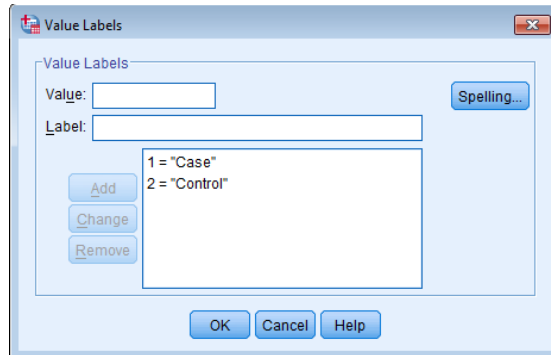 Value Labels
Value Labels
Value:
Spelling...
Label:
1 = "Case"
2 = "Control"
Add
Change
Remove
OK Cancel Help